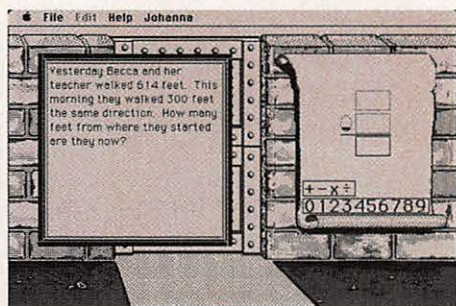 File Edit Help Johanna
Yesterday Becca and her
teacher walked 614 feet. This
morning they walked 300 feet
the same direction. How many
feet from where they started
are they now?
+-x÷
0123456789